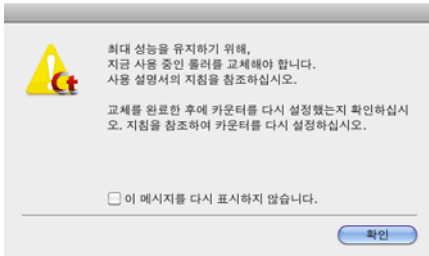 최대 성능을 유지하기 위해,
지금 사용 중인 롤러를 교체해야 합니다.
사용 설명서의 지침을 참조하십시오.
교체를 완료한 후에 카운터를 다시 설정했는지 확인하십시
오. 지침을 참조하여 카운터를 다시 설정하십시오.
이 메시지를 다시 표시하지 않습니다.
확인